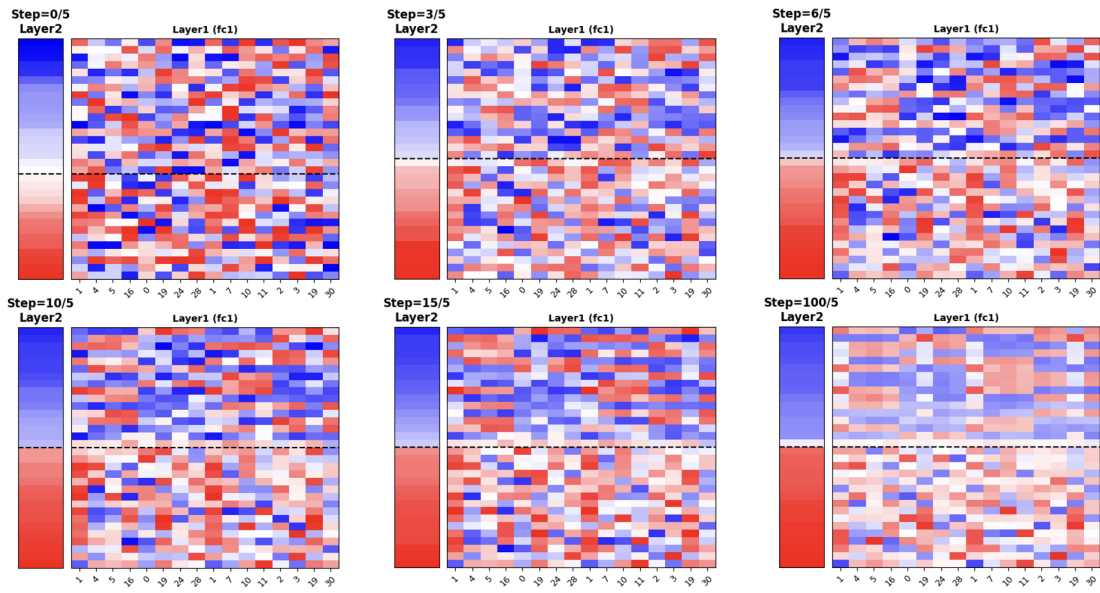 Step=0/5
Layer2
Layer1 (fc1)
1 4 5 16 0 19 24 28 1 7 10 11 2 3 19 30
Step=3/5
Layer2
Layer1 (fc1)
1 4 5 16 0 19 24 28 1 7 10 11 2 3 19 30
Step=6/5
Layer2
Layer1 (fc1)
1 4 5 16 0 19 24 28 1 7 10 11 2 3 19 30
Step=10/5
Layer2
Layer1 (fc1)
1 4 5 16 0 19 24 28 1 7 10 11 2 3 19 30
Step=15/5
Layer2
Layer1 (fc1)
1 4 5 16 0 19 24 28 1 7 10 11 2 3 19 30
Step=100/5
Layer2
Layer1 (fc1)
1 4 5 16 0 19 24 28 1 7 10 11 2 3 19 30